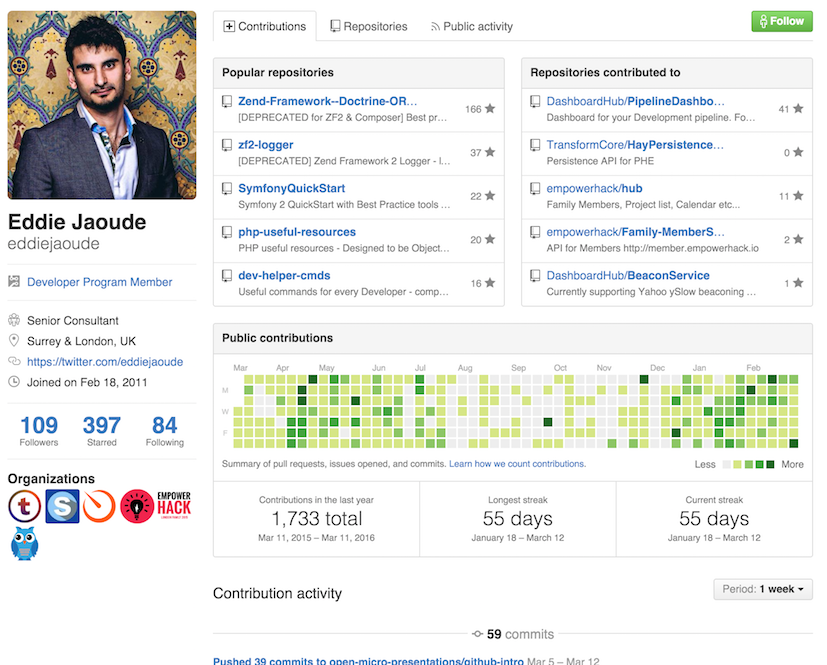 Contributions
Repositories
Public activity
Follow
Eddie Jaoude
eddiejaoude
Developer Program Member
Senior Consultant
Surrey & London, UK
https://twitter.com/eddiejaoude
Joined on Feb 18, 2011
109
Followers
397
Starred
84
Following
Organizations
t
S
EMPOWER
HACK
Popular repositories
Zend-Framework--Doctrine-OR…
166
[DEPRECATED for ZF2 & Composer] Best pr…
zf2-logger
37
[DEPRECATED] Zend Framework 2 Logger - l…
SymfonyQuickStart
22
Symfony 2 QuickStart with Best Practice tools …
php-useful-resources
20
PHP useful resources - Designed to be Object…
dev-helper-cmds
16
Useful commands for every Developer - comp…
Repositories contributed to
DashboardHub/PipelineDashbo…
41
Dashboard for your Development pipeline. Fo…
TransformCore/HayPersistence…
0
Persistence API for PHE
empowerhack/hub
11
Family Members, Project list, Calendar etc...
empowerhack/Family-MemberS…
2
API for Members http://member.empowerhack.io
DashboardHub/BeaconService
1
Currently supporting Yahoo ySlow beaconing …
Public contributions
Mar Apr May Jun Jul Aug Sep Oct Nov Dec Jan Feb
M
W
F
Summary of pull requests, issues opened, and commits. Learn how we count contributions.
Less
More
Contributions in the last year
1,733 total
Mar 11, 2015 – Mar 11, 2016
Longest streak
55 days
January 18 – March 12
Current streak
55 days
January 18 – March 12
Contribution activity
Period: 1 week
59 commits
Pushed 39 commits to open-micro-presentations/github-intro Mar 5 – Mar 12